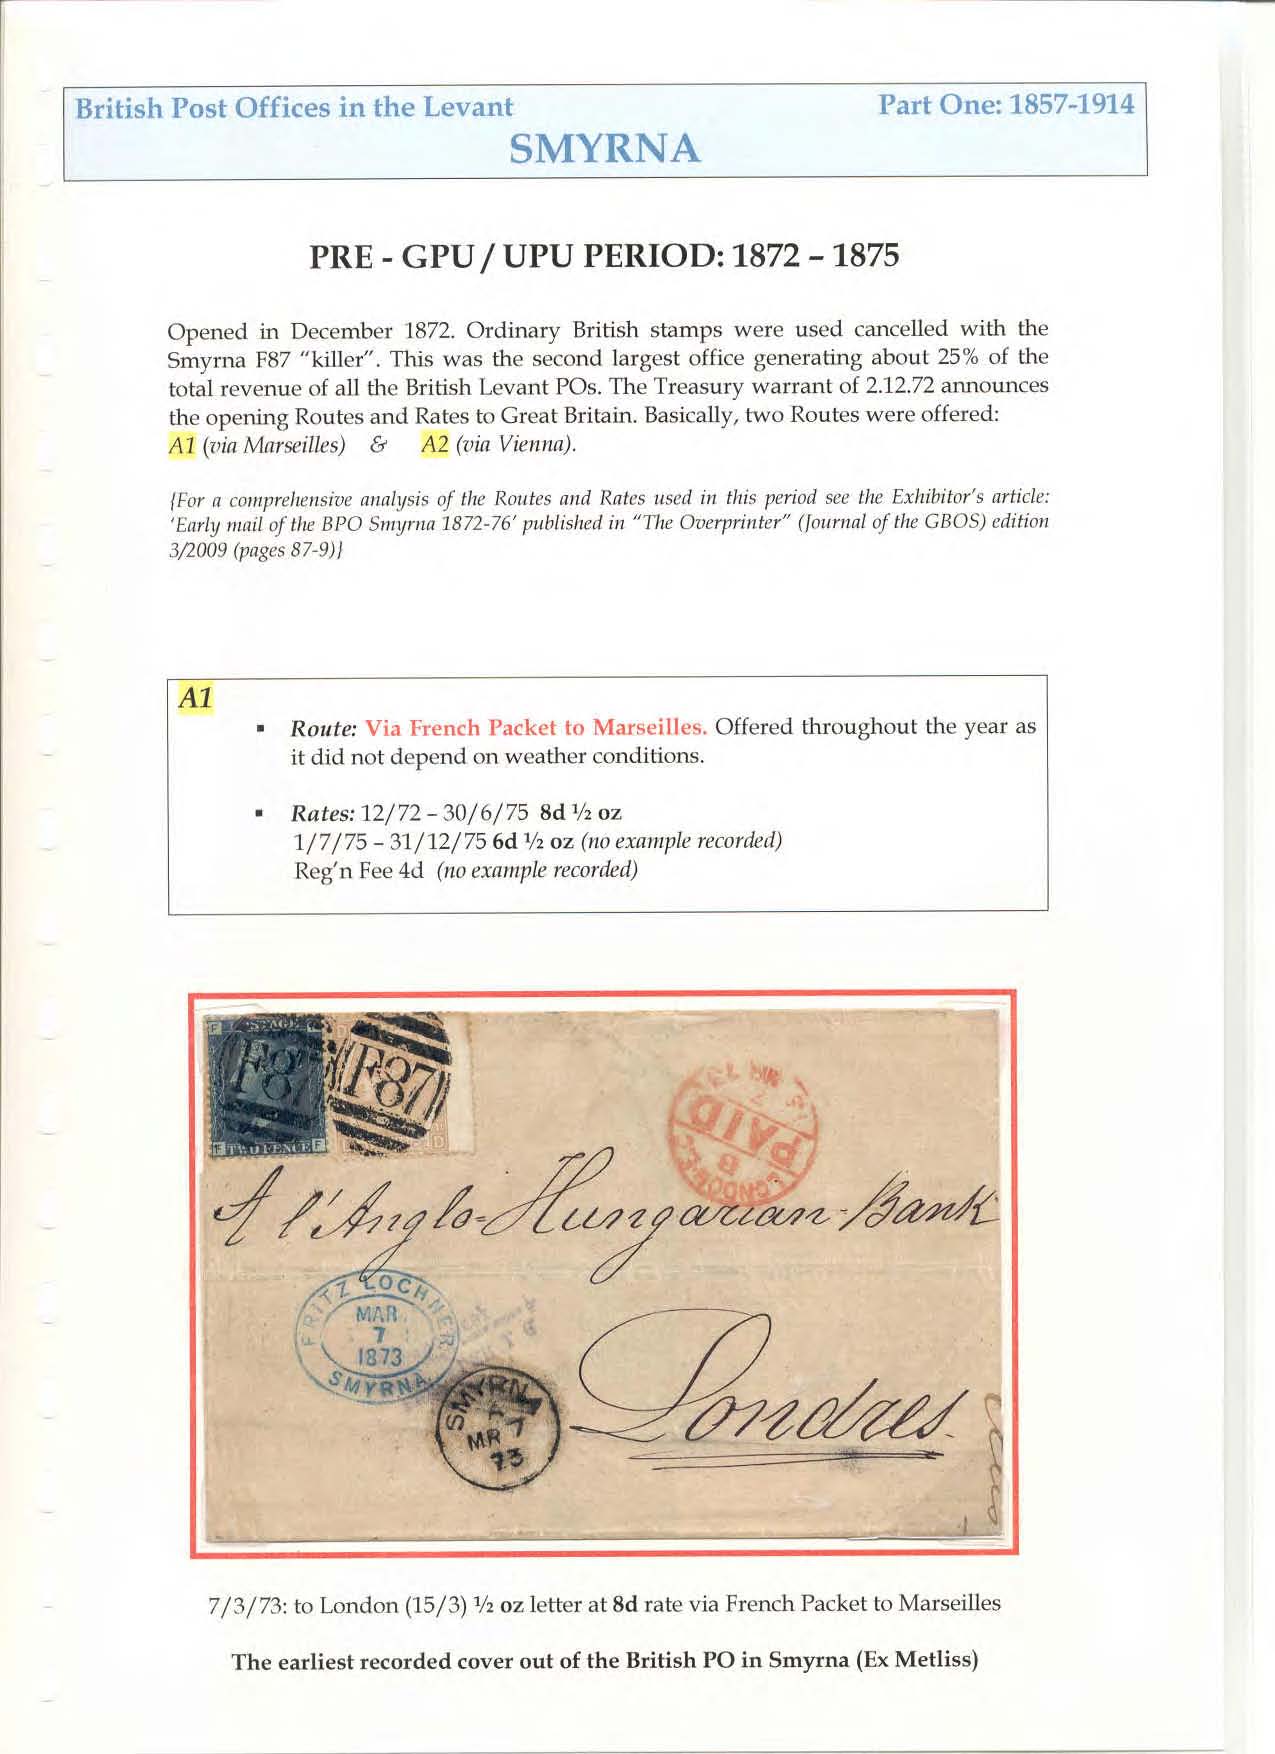 British Post Offices in the Levant
Part One: 1857-1914
SMYRNA
PRE - GPU / UPU PERIOD: 1872 – 1875
Opened in December 1872. Ordinary British stamps were used cancelled with the
Smyrna F87 "killer". This was the second largest office generating about 25% of the
total revenue of all the British Levant POs. The Treasury warrant of 2.12.72 announces
the opening Routes and Rates to Great Britain. Basically, two Routes were offered:
A1 (via Marseilles) & A2 (via Vienna).
{For a comprehensive analysis of the Routes and Rates used in this period see the Exhibitor's article:
'Early mail of the BPO Smyrna 1872-76' published in "The Overprinter" (Journal of the GBOS) edition
3/2009 (pages 87-9)}
A1
▪ Route: Via French Packet to Marseilles. Offered throughout the year as
it did not depend on weather conditions.
▪ Rates: 12/72 – 30/6/75 8d ½ oz
1/7/75 – 31/12/75 6d ½ oz (no example recorded)
Reg'n Fee 4d (no example recorded)
F87
F87
TWO PENCE
PAID
B
A l'Anglo-Hungarian-Bank
FRITZ LOCHNER
MAR
7
1873
SMYRNA
Londres
SMYRNA
A
MR 7
73
7/3/73: to London (15/3) ½ oz letter at 8d rate via French Packet to Marseilles
The earliest recorded cover out of the British PO in Smyrna (Ex Metliss)